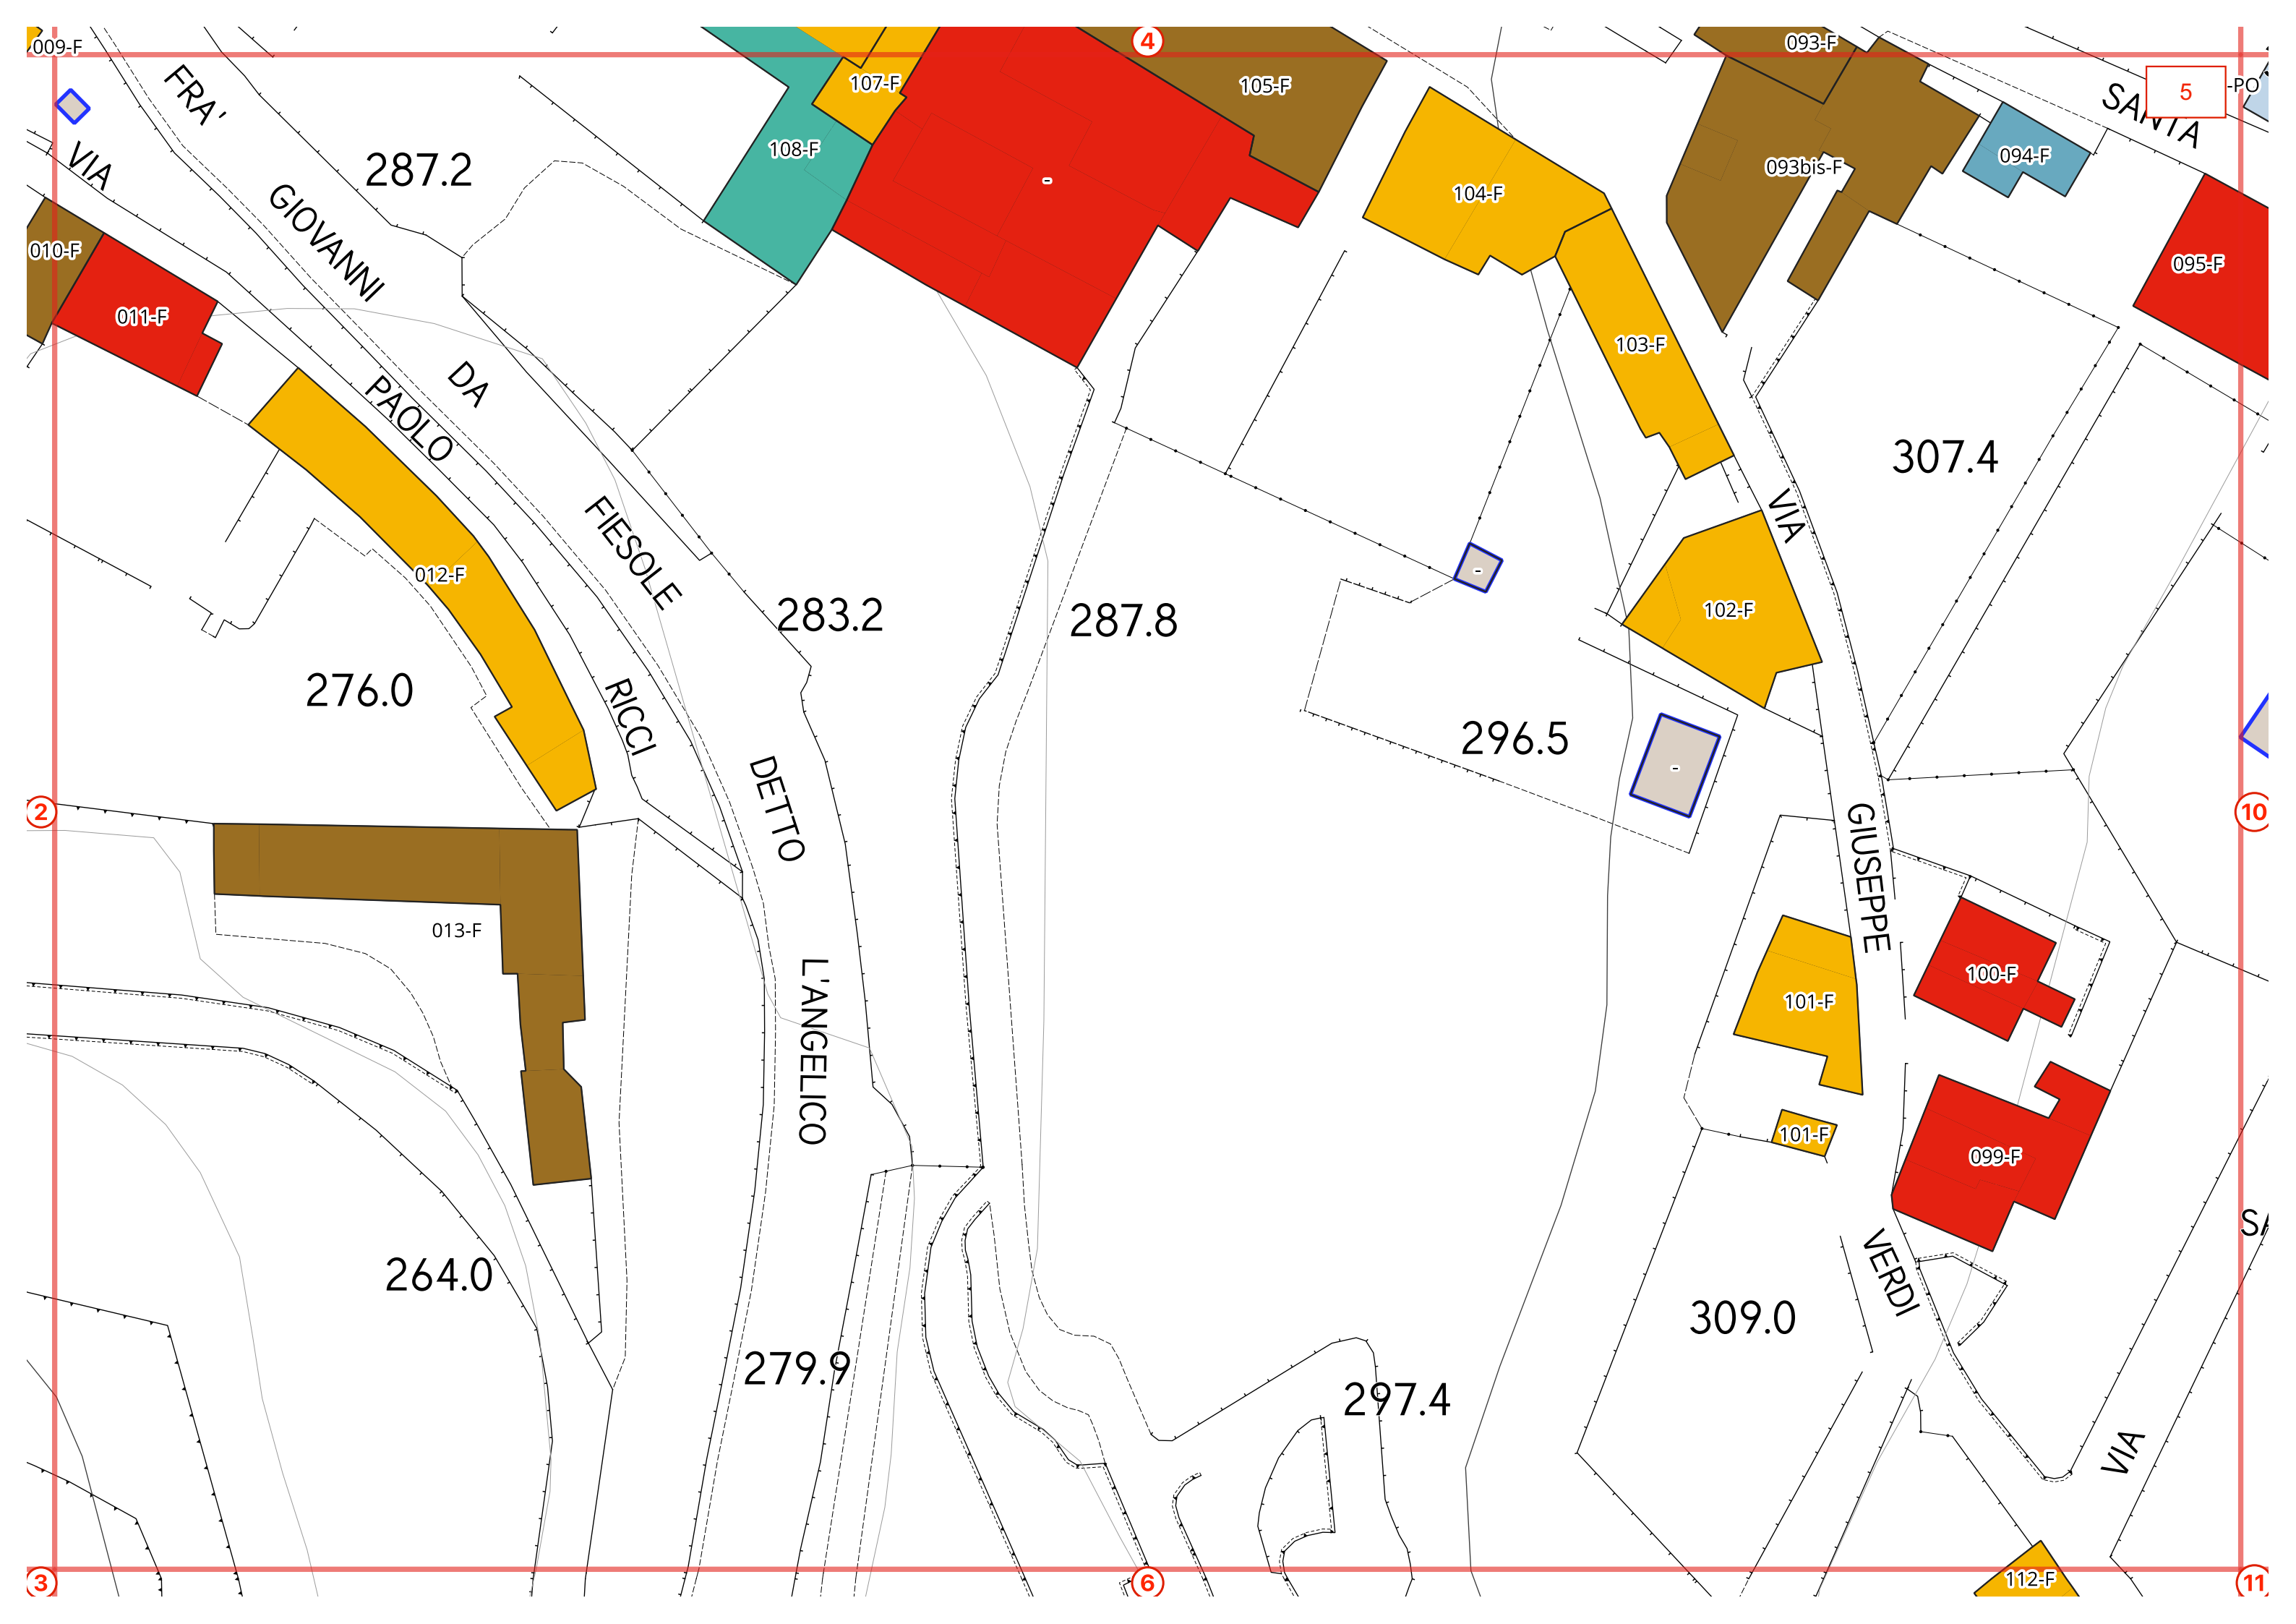 009-F
4
093-F
107-F
105-F
5
-PO
SANTA
FRA'
VIA
287.2
108-F
-
104-F
093bis-F
094-F
010-F
GIOVANNI
095-F
011-F
103-F
DA
PAOLO
307.4
VIA
FIESOLE
012-F
-
283.2
287.8
102-F
276.0
RICCI
296.5
-
2
DETTO
GIUSEPPE
10
013-F
L'ANGELICO
101-F
100-F
101-F
099-F
SA
264.0
VERDI
309.0
279.9
297.4
VIA
3
6
112-F
11